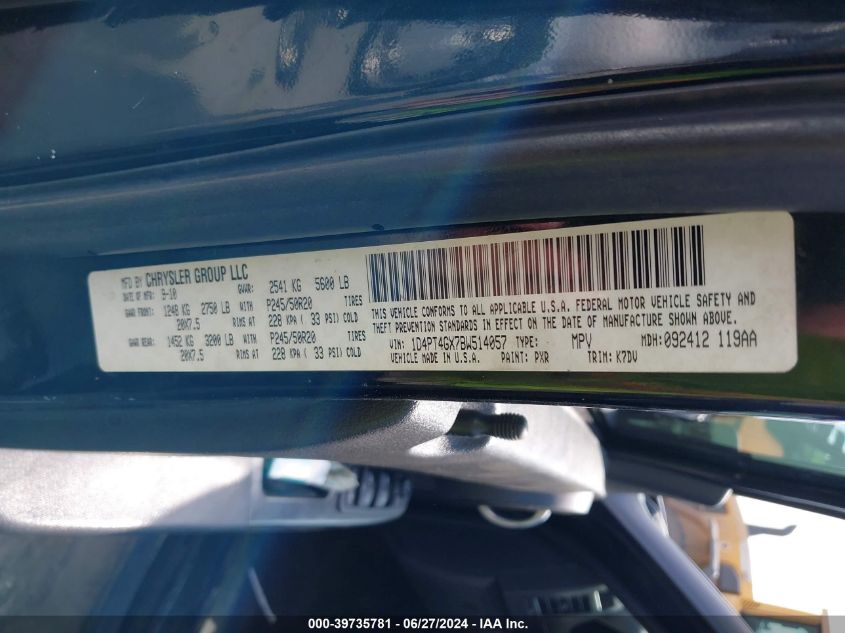 MFD BY CHRYSLER GROUP LLC
DATE OF MFR: 9-10 GVWR: 2541 KG 5600 LB
GAWR FRONT: 1248 KG 2750 LB WITH P245/50R20 TIRES
20X7.5 RIMS AT 228 KPA ( 33 PSI) COLD
GAWR REAR: 1452 KG 3200 LB WITH P245/50R20 TIRES
20X7.5 RIMS AT 228 KPA ( 33 PSI) COLD
THIS VEHICLE CONFORMS TO ALL APPLICABLE U.S.A. FEDERAL MOTOR VEHICLE SAFETY AND
THEFT PREVENTION STANDARDS IN EFFECT ON THE DATE OF MANUFACTURE SHOWN ABOVE.
VIN: 1D4PT4GX7BW514057 TYPE: MPV MDH: 092412 119AA
VEHICLE MADE IN U.S.A. PAINT: PXR TRIM: K7DV
000-39735781 - 06/27/2024 - IAA Inc.